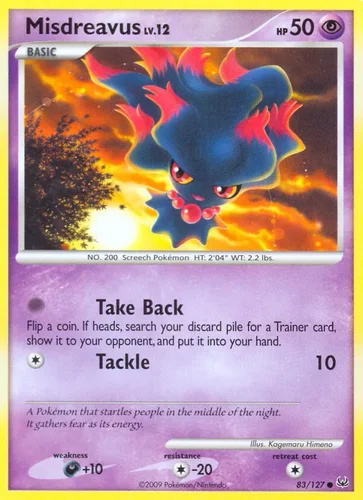 Misdreavus LV.12 HP 50
BASIC
NO. 200 Screech Pokémon HT: 2'04" WT: 2.2 lbs.
Take Back
Flip a coin. If heads, search your discard pile for a Trainer card,
show it to your opponent, and put it into your hand.
Tackle 10
Illus. Kagemaru Himeno
A Pokémon that startles people in the middle of the night.
It gathers fear as its energy.
weakness resistance retreat cost
+10 -20
©2009 Pokémon/Nintendo. 83/127